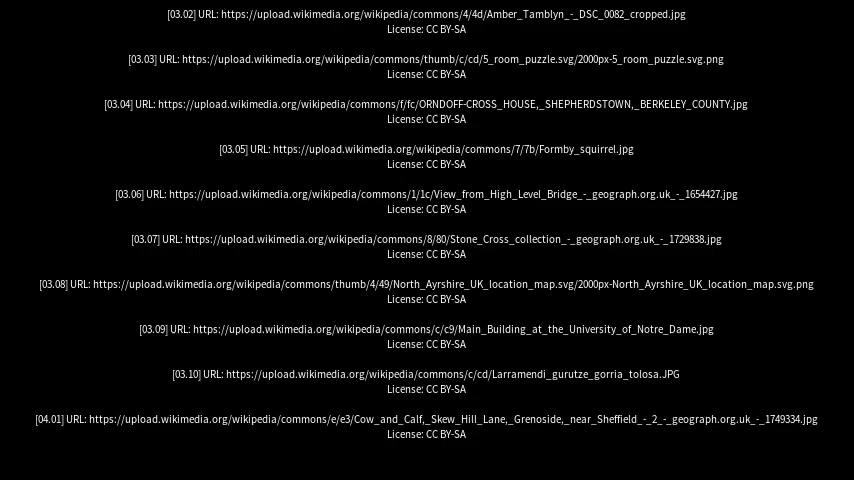 [03.02] URL: https://upload.wikimedia.org/wikipedia/commons/4/4d/Amber_Tamblyn_-_DSC_0082_cropped.jpg
License: CC BY-SA
[03.03] URL: https://upload.wikimedia.org/wikipedia/commons/thumb/c/cd/5_room_puzzle.svg/2000px-5_room_puzzle.svg.png
License: CC BY-SA
[03.04] URL: https://upload.wikimedia.org/wikipedia/commons/f/fc/ORNDOFF-CROSS_HOUSE,_SHEPHERDSTOWN,_BERKELEY_COUNTY.jpg
License: CC BY-SA
[03.05] URL: https://upload.wikimedia.org/wikipedia/commons/7/7b/Formby_squirrel.jpg
License: CC BY-SA
[03.06] URL: https://upload.wikimedia.org/wikipedia/commons/1/1c/View_from_High_Level_Bridge_-_geograph.org.uk_-_1654427.jpg
License: CC BY-SA
[03.07] URL: https://upload.wikimedia.org/wikipedia/commons/8/80/Stone_Cross_collection_-_geograph.org.uk_-_1729838.jpg
License: CC BY-SA
[03.08] URL: https://upload.wikimedia.org/wikipedia/commons/thumb/4/49/North_Ayrshire_UK_location_map.svg/2000px-North_Ayrshire_UK_location_map.svg.png
License: CC BY-SA
[03.09] URL: https://upload.wikimedia.org/wikipedia/commons/c/c9/Main_Building_at_the_University_of_Notre_Dame.jpg
License: CC BY-SA
[03.10] URL: https://upload.wikimedia.org/wikipedia/commons/c/cd/Larramendi_gurutze_gorria_tolosa.JPG
License: CC BY-SA
[04.01] URL: https://upload.wikimedia.org/wikipedia/commons/e/e3/Cow_and_Calf,_Skew_Hill_Lane,_Grenoside,_near_Sheffield_-_2_-_geograph.org.uk_-_1749334.jpg
License: CC BY-SA